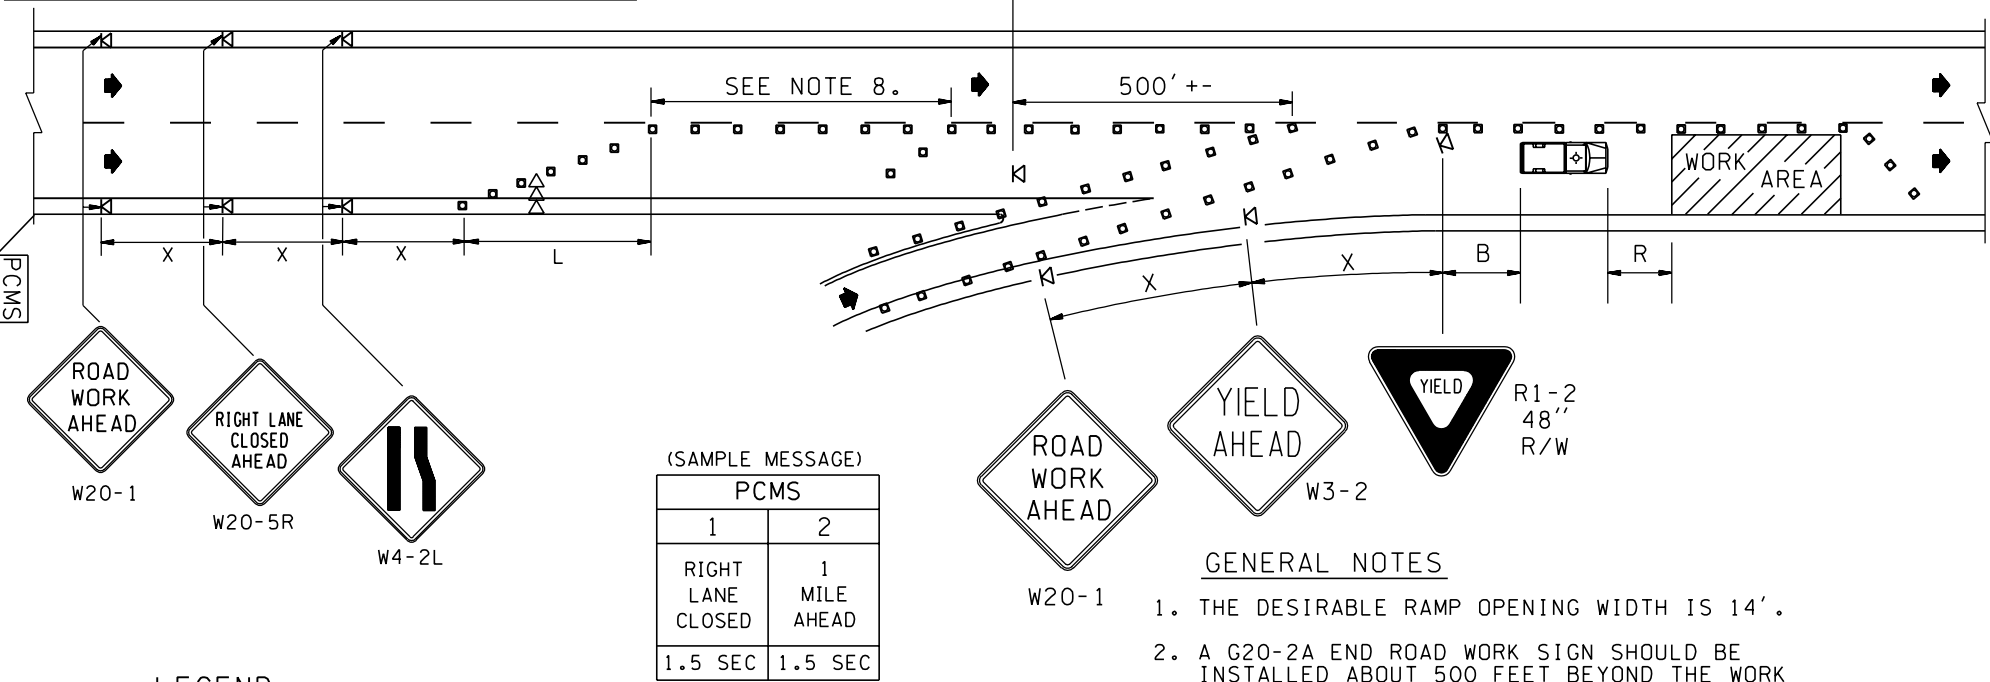 SEE NOTE 8.
500'+-
WORK
AREA
X
X
X
L
X
X
B
R
PCMS
ROAD
WORK
AHEAD
W20-1
RIGHT LANE
CLOSED
AHEAD
W20-5R
W4-2L
(SAMPLE MESSAGE)
PCMS
1 2
RIGHT
LANE
CLOSED
1
MILE
AHEAD
1.5 SEC 1.5 SEC
ROAD
WORK
AHEAD
W20-1
YIELD
AHEAD
W3-2
YIELD
R1-2
48"
R/W
GENERAL NOTES
1. THE DESIRABLE RAMP OPENING WIDTH IS 14'.
2. A G20-2A END ROAD WORK SIGN SHOULD BE
INSTALLED ABOUT 500 FEET BEYOND THE WORK
LEGEND